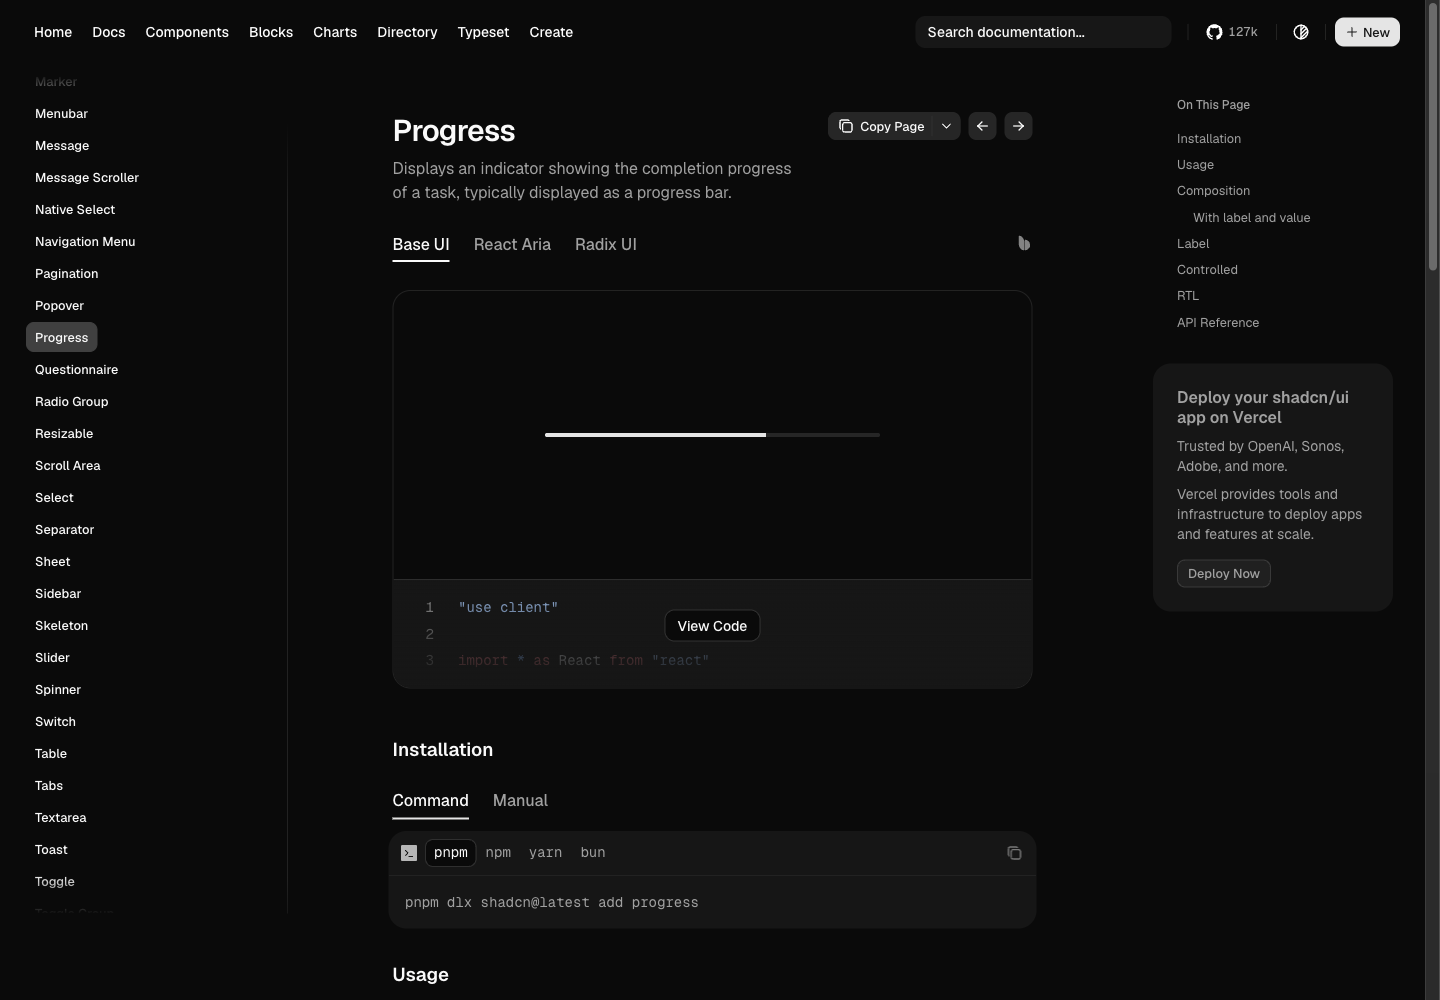 Home
Docs
Components
Blocks
Charts
Directory
Typeset
Create
Search documentation...
127k
New
Marker
Menubar
Message
Message Scroller
Native Select
Navigation Menu
Pagination
Popover
Progress
Questionnaire
Radio Group
Resizable
Scroll Area
Select
Separator
Sheet
Sidebar
Skeleton
Slider
Spinner
Switch
Table
Tabs
Textarea
Toast
Toggle
Toggle Group
Progress
Copy Page
Displays an indicator showing the completion progress
of a task, typically displayed as a progress bar.
Base UI
React Aria
Radix UI
1 "use client"
2
3 import * as React from "react"
View Code
Installation
Command
Manual
pnpm
npm
yarn
bun
pnpm dlx shadcn@latest add progress
Usage
On This Page
Installation
Usage
Composition
With label and value
Label
Controlled
RTL
API Reference
Deploy your shadcn/ui
app on Vercel
Trusted by OpenAI, Sonos,
Adobe, and more.
Vercel provides tools and
infrastructure to deploy apps
and features at scale.
Deploy Now